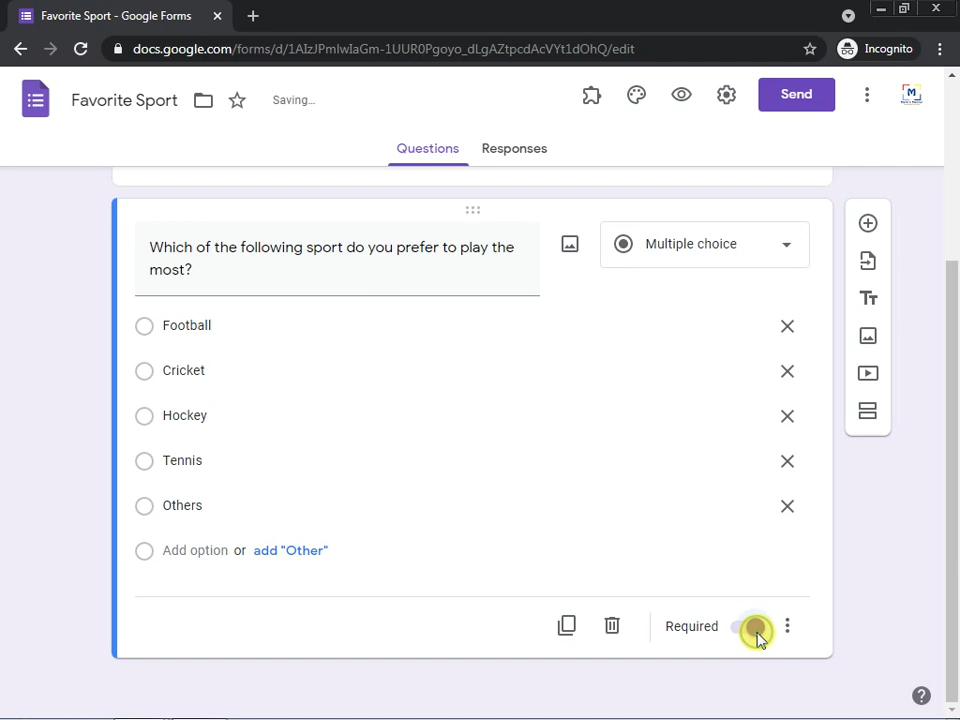 Favorite Sport - Google Forms
docs.google.com/forms/d/1AIzJPmlwIaGm-1UUR0Pgoyo_dLgAZtpcdAcVYt1dOhQ/edit
Incognito
Favorite Sport
Saving...
Send
M
Questions
Responses
Which of the following sport do you prefer to play the
most?
Multiple choice
Football
Cricket
Hockey
Tennis
Others
Add option or add "Other"
Required